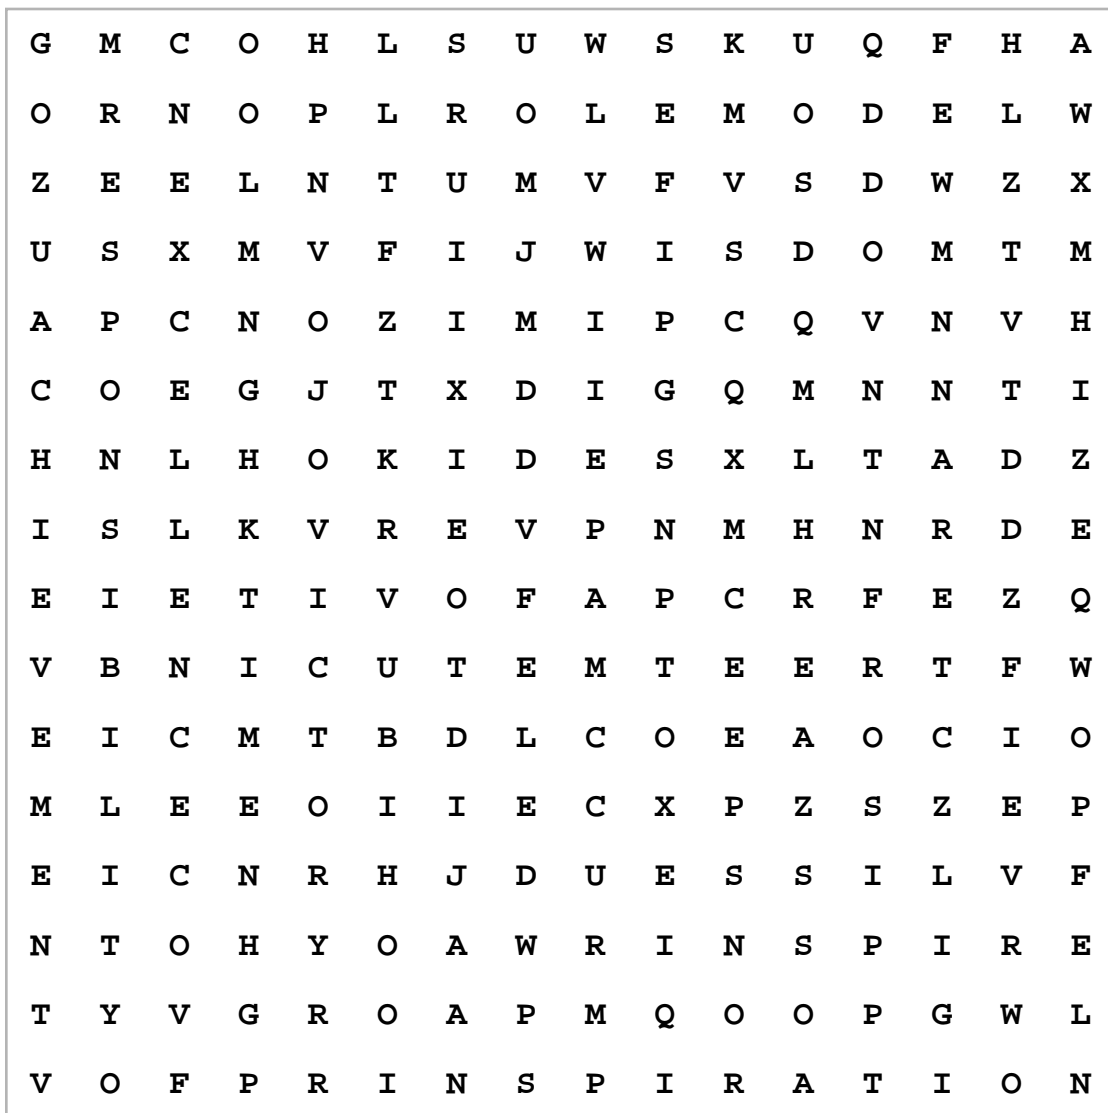 G M C O H L S U W S K U Q F H A
O R N O P L R O L E M O D E L W
Z E E L N T U M V F V S D W Z X
U S X M V F I J W I S D O M T M
A P C N O Z I M I P C Q V N V H
C O E G J T X D I G Q M N N T I
H N L H O K I D E S X L T A D Z
I S L K V R E V P N M H N R D E
E I E T I V O F A P C R F E Z Q
V B N I C U T E M T E E R T F W
E I C M T B D L C O E A O C I O
M L E E O I I E C X P Z S Z E P
E I C N R H J D U E S S I L V F
N T O H Y O A W R I N S P I R E
T Y V G R O A P M Q O O P G W L
V O F P R I N S P I R A T I O N